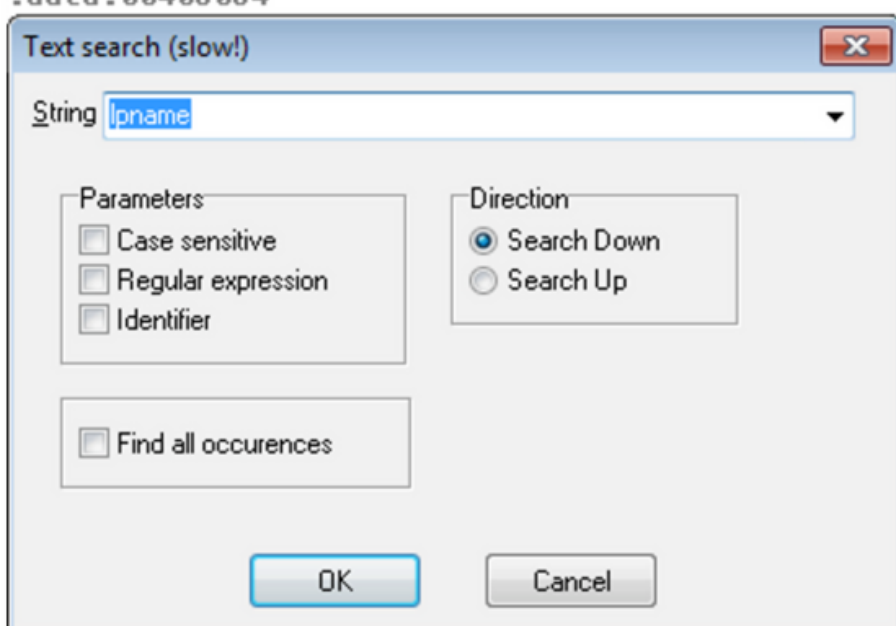 Text search (slow!)
String lpname
Parameters
Case sensitive
Regular expression
Identifier
Direction
Search Down
Search Up
Find all occurences
OK
Cancel